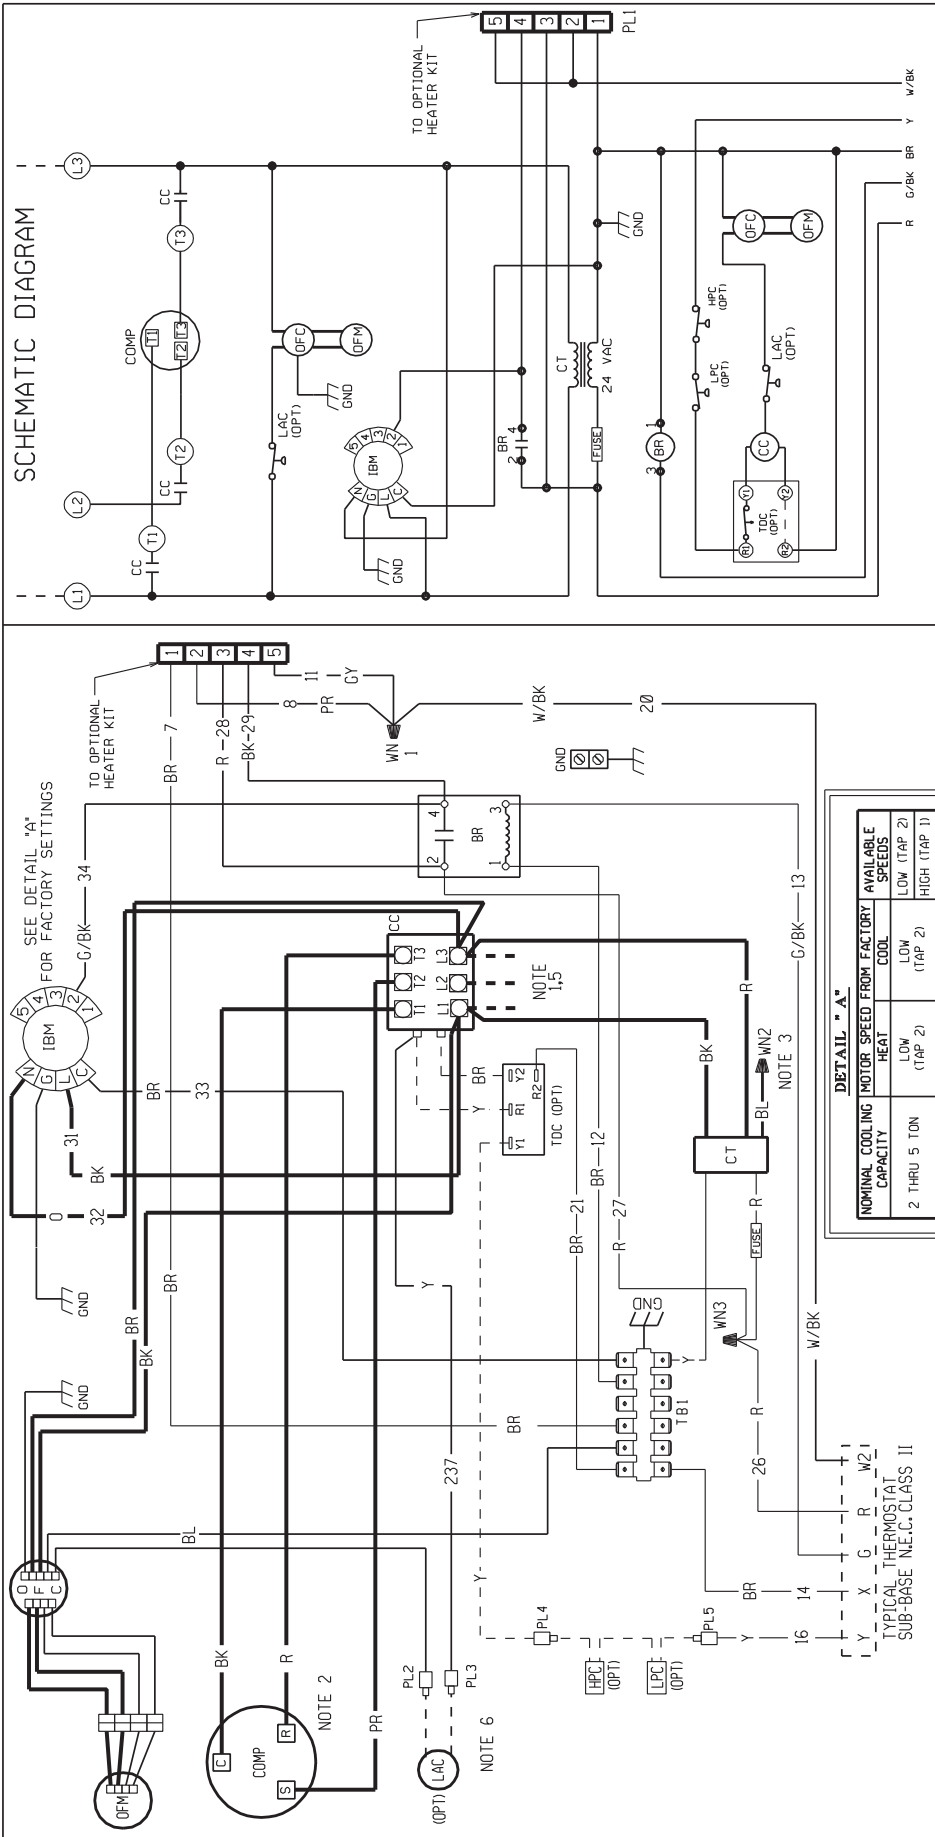 SCHEMATIC DIAGRAM
L1
L2
L3
CC
T1
CC
T2
COMP
T1
T2
T3
T3
CC
LAC
(OPT)
OFC
OFM
GND
IBM
N
G
L
C
5
4
3
2
1
GND
TO OPTIONAL
HEATER KIT
5
4
3
2
1
PL1
BR
2
4
CT
24 VAC
FUSE
GND
3
BR
1
LPC
(OPT)
HPC
(OPT)
R1
R2
Y1
Y2
TDC
(OPT)
CC
LAC
(OPT)
OFC
OFM
W/BK
Y
BR
G/BK
R
SEE DETAIL "A"
FOR FACTORY SETTINGS
TO OPTIONAL
HEATER KIT
1
2
3
4
5
BR
7
R
28
BK
29
8
PR
11
GY
WN
1
W/BK
20
IBM
N
G
L
C
5
4
3
2
1
G/BK
34
31
BK
O
32
BR
33
GND
GND
BR
BK
BR
OFM
O
F
C
BL
CC
T1
T2
T3
L1
L2
L3
NOTE
1,5
2
4
BR
1
3
GND
G/BK
13
Y
BR
Y1
R1
Y2
R2
TDC (OPT)
Y
237
BR
21
BR
12
R
27
BK
R
BL
WN2
NOTE 3
CT
R
FUSE
Y
GND
TB1
WN3
BR
R
26
W/BK
BK
R
PR
COMP
C
R
S
NOTE 2
PL2
PL3
(OPT)
LAC
NOTE 6
Y
PL4
HPC
(OPT)
LPC
(OPT)
PL5
Y
16
BR
14
Y
X
G
R
W2
TYPICAL THERMOSTAT
SUB-BASE N.E.C. CLASS II
DETAIL "A"
NOMINAL COOLING CAPACITY
MOTOR SPEED FROM FACTORY
AVAILABLE SPEEDS
HEAT
COOL
2 THRU 5 TON
LOW (TAP 2)
LOW (TAP 2)
LOW (TAP 2)
HIGH (TAP 1)